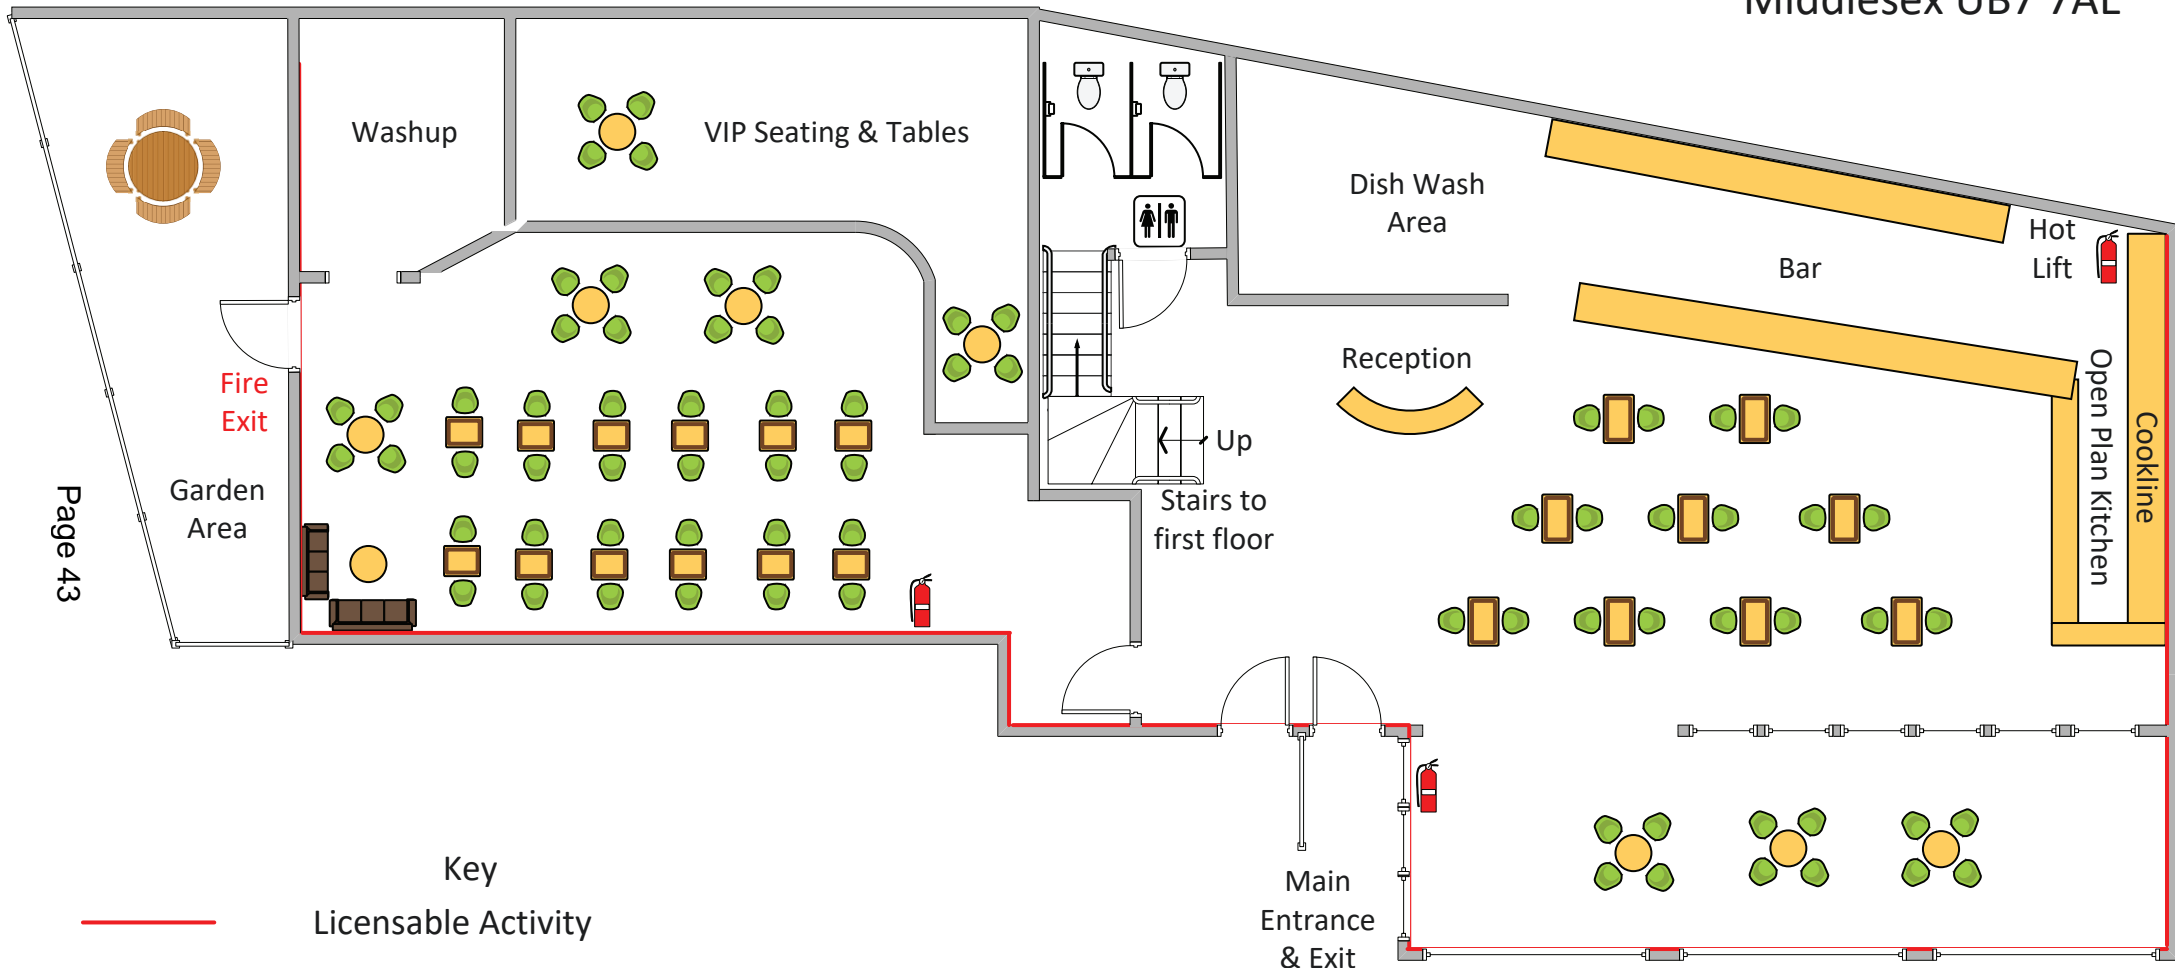 Middlesex UB7 7AL
Washup
VIP Seating & Tables
Dish Wash
Area
Hot
Lift
Bar
Reception
Fire
Exit
Open Plan Kitchen
Cookline
Up
Garden
Area
Stairs to
first floor
Page 43
Key
Licensable Activity
Main
Entrance
& Exit